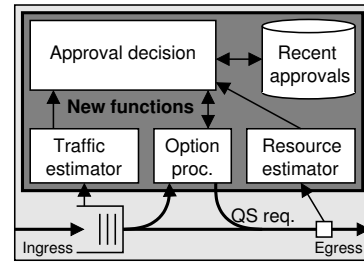 Approval decision
Recent
approvals
New functions
Traffic
estimator
Option
proc.
Resource
estimator
QS req.
Ingress
Egress